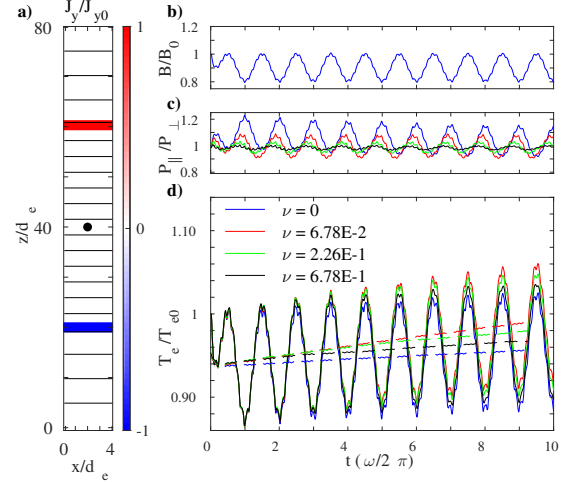 a)
J_y/J_y0
80
40
0
z/d_e
0
4
x/d_e
1
0
-1
b)
B/B_0
1.2
1
0.8
c)
P_||/P_⊥
1.2
1
0.8
d)
T_e/T_e0
1.10
1
0.90
ν = 0
ν = 6.78E-2
ν = 2.26E-1
ν = 6.78E-1
0
1
2
3
4
5
6
7
8
9
10
t (ω/2 π)